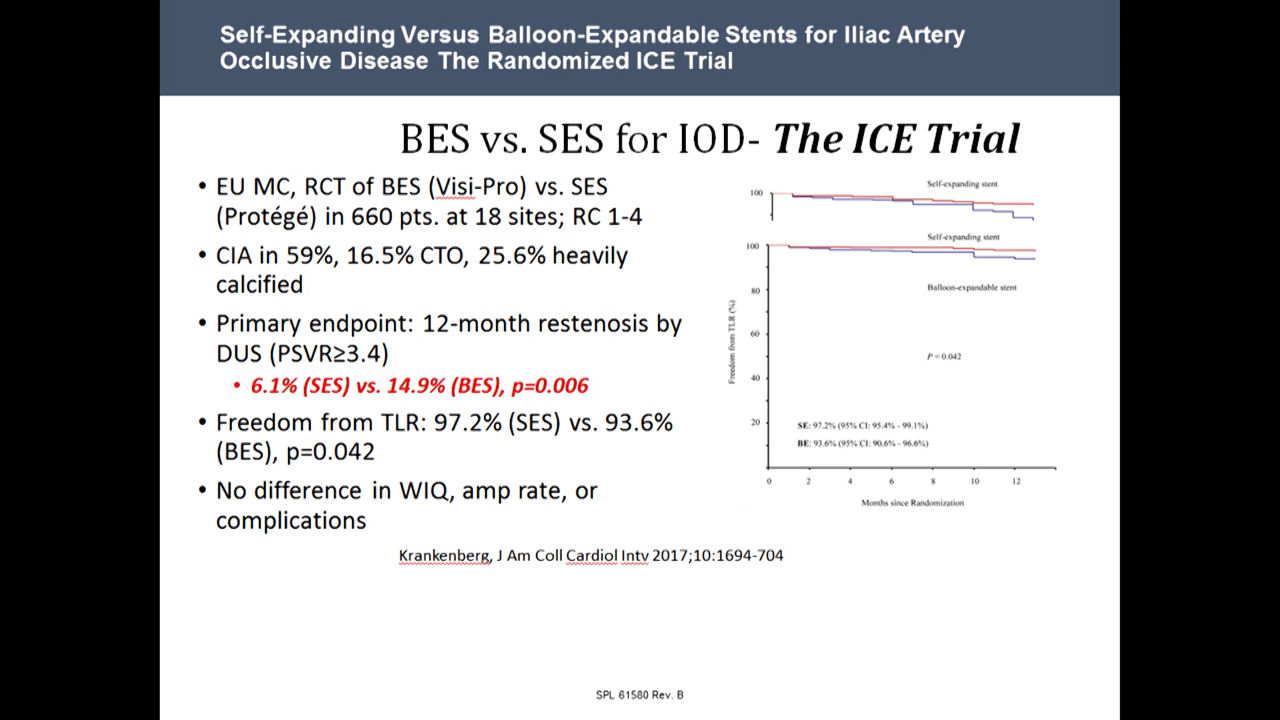 Self-Expanding Versus Balloon-Expandable Stents for Iliac Artery
Occlusive Disease The Randomized ICE Trial
BES vs. SES for IOD- The ICE Trial
• EU MC, RCT of BES (Visi-Pro) vs. SES
(Protégé) in 660 pts. at 18 sites; RC 1-4
• CIA in 59%, 16.5% CTO, 25.6% heavily
calcified
• Primary endpoint: 12-month restenosis by
DUS (PSVR≥3.4)
• 6.1% (SES) vs. 14.9% (BES), p=0.006
• Freedom from TLR: 97.2% (SES) vs. 93.6%
(BES), p=0.042
• No difference in WIQ, amp rate, or
complications
Self-expanding stent
100
Self-expanding stent
100
Balloon-expandable stent
80
Freedom from TLR (%)
60
P = 0.042
40
20
SE: 97.2% (95% CI: 95.4% - 99.1%)
BE: 93.6% (95% CI: 90.6% - 96.6%)
0 2 4 6 8 10 12
Months since Randomization
Krankenberg, J Am Coll Cardiol Intv 2017;10:1694-704
SPL 61580 Rev. B